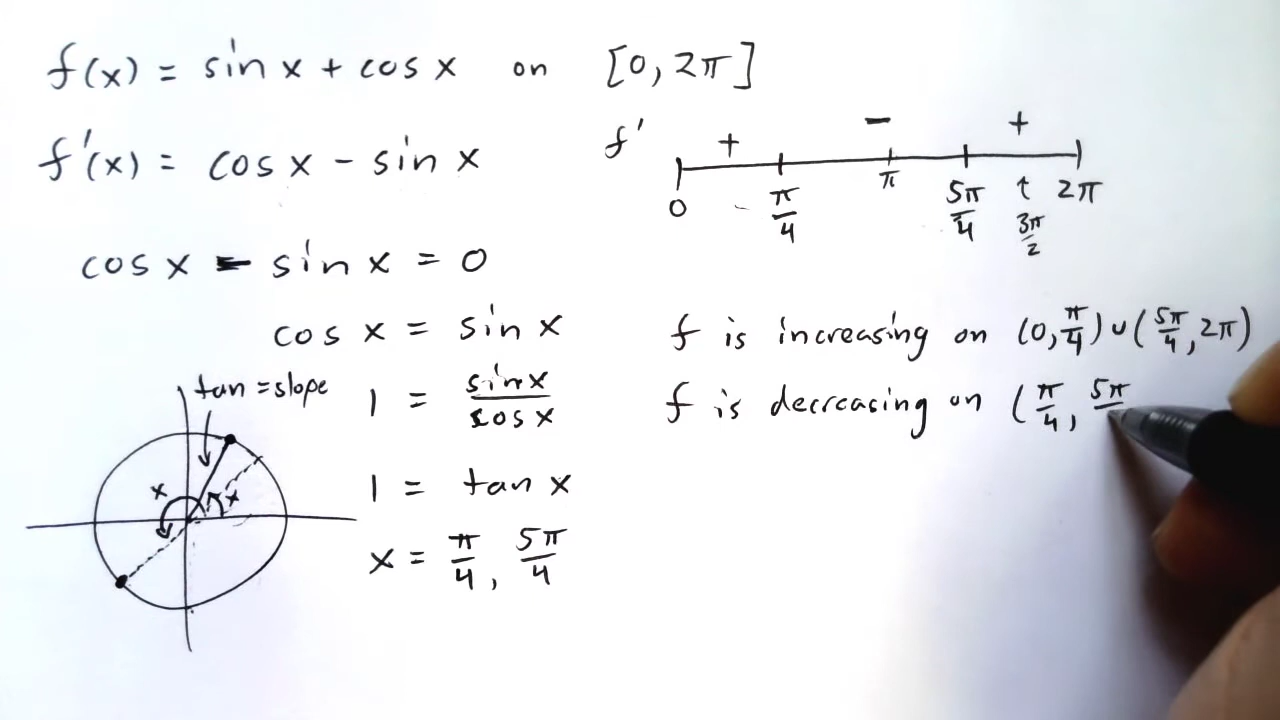 f(x) = sin x + cos x on [0, 2π]
f'(x) = cos x - sin x
cos x - sin x = 0
cos x = sin x
1 = sin x / cos x
1 = tan x
x = π/4, 5π/4
tan = slope
x
x
f'
+ - +
0 π/4 π 5π/4 3π/2 2π
f is increasing on (0, π/4) ∪ (5π/4, 2π)
f is decreasing on (π/4, 5π